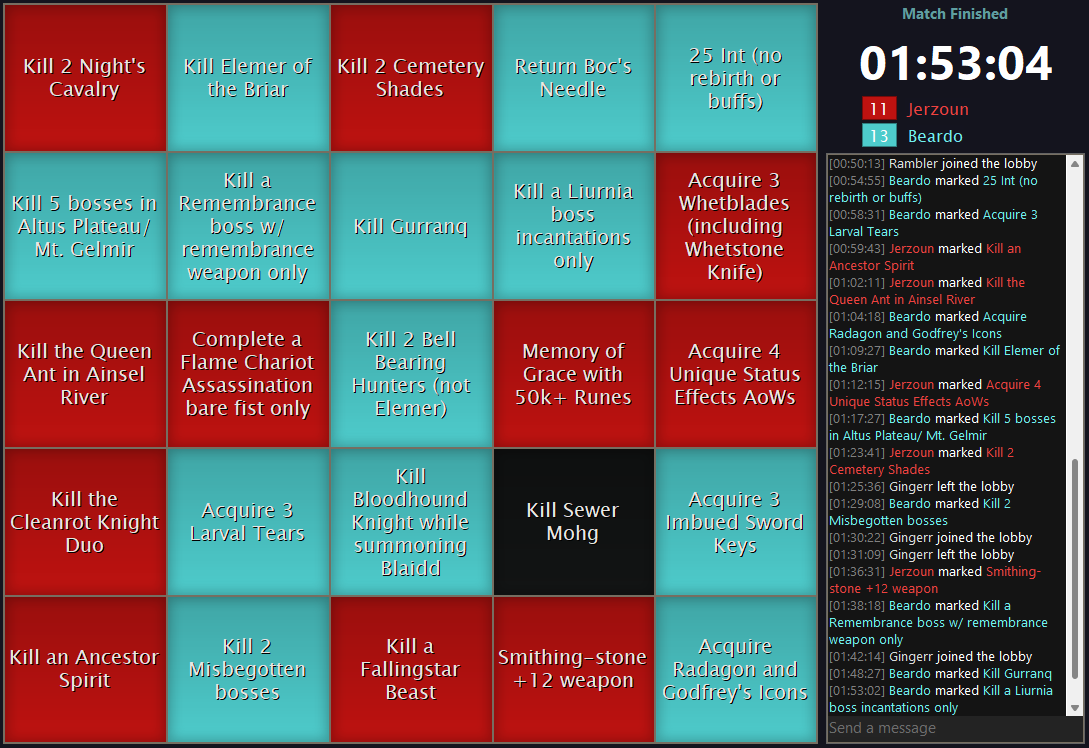 Kill 2 Night's
Cavalry
Kill Elemer of
the Briar
Kill 2 Cemetery
Shades
Return Boc's
Needle
25 Int (no
rebirth or
buffs)
Kill 5 bosses in
Altus Plateau/
Mt. Gelmir
Kill a
Remembrance
boss w/
remembrance
weapon only
Kill Gurranq
Kill a Liurnia
boss
incantations
only
Acquire 3
Whetblades
(including
Whetstone
Knife)
Kill the Queen
Ant in Ainsel
River
Complete a
Flame Chariot
Assassination
bare fist only
Kill 2 Bell
Bearing
Hunters (not
Elemer)
Memory of
Grace with
50k+ Runes
Acquire 4
Unique Status
Effects AoWs
Kill the
Cleanrot Knight
Duo
Acquire 3
Larval Tears
Kill
Bloodhound
Knight while
summoning
Blaidd
Kill Sewer
Mohg
Acquire 3
Imbued Sword
Keys
Kill an Ancestor
Spirit
Kill 2
Misbegotten
bosses
Kill a
Fallingstar
Beast
Smithing-stone
+12 weapon
Acquire
Radagon and
Godfrey's Icons
Match Finished
01:53:04
11 Jerzoun
13 Beardo
[00:50:13] Rambler joined the lobby
[00:54:55] Beardo marked 25 Int (no
rebirth or buffs)
[00:58:31] Beardo marked Acquire 3
Larval Tears
[00:59:43] Jerzoun marked Kill an
Ancestor Spirit
[01:02:11] Jerzoun marked Kill the
Queen Ant in Ainsel River
[01:04:18] Beardo marked Acquire
Radagon and Godfrey's Icons
[01:09:27] Beardo marked Kill Elemer of
the Briar
[01:12:15] Jerzoun marked Acquire 4
Unique Status Effects AoWs
[01:17:27] Beardo marked Kill 5 bosses
in Altus Plateau/ Mt. Gelmir
[01:23:41] Jerzoun marked Kill 2
Cemetery Shades
[01:25:36] Gingerr left the lobby
[01:29:08] Beardo marked Kill 2
Misbegotten bosses
[01:30:22] Gingerr joined the lobby
[01:31:09] Gingerr left the lobby
[01:36:31] Jerzoun marked Smithing-
stone +12 weapon
[01:38:18] Beardo marked Kill a
Remembrance boss w/ remembrance
weapon only
[01:42:14] Gingerr joined the lobby
[01:48:27] Beardo marked Kill Gurranq
[01:53:02] Beardo marked Kill a Liurnia
boss incantations only
Send a message